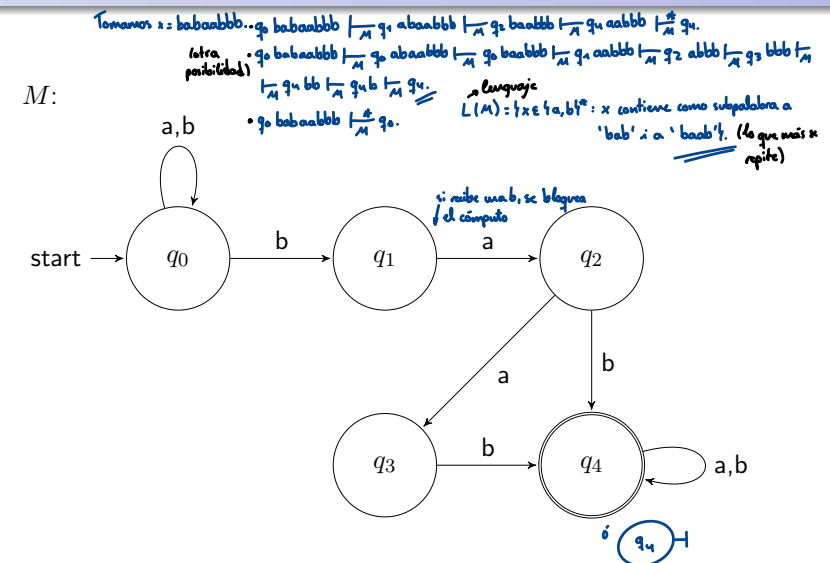 Tomamos x = babaabbb. • q₀ babaabbb ⊢M q₁ abaabbb ⊢M q₂ baabbb ⊢M q₄ aabbb ⊢*M q₄.
(otra posibilidad) • q₀ babaabbb ⊢M q₀ abaabbb ⊢M q₀ baabbb ⊢M q₁ aabbb ⊢M q₂ abbb ⊢M q₃ bbb ⊢M
⊢M q₄ bb ⊢M q₄ b ⊢M q₄.
lenguaje
• q₀ babaabbb ⊢*M q₀.
L(M) = {x ∈ {a,b}* : x contiene como subpalabra a
'bab' i a 'baab'}. (lo que más se
repite)
M:
a,b
si recibe una b, se bloquea
el cómputo
start
q₀
b
q₁
a
q₂
a
b
q₃
b
q₄
a,b
ó q₄